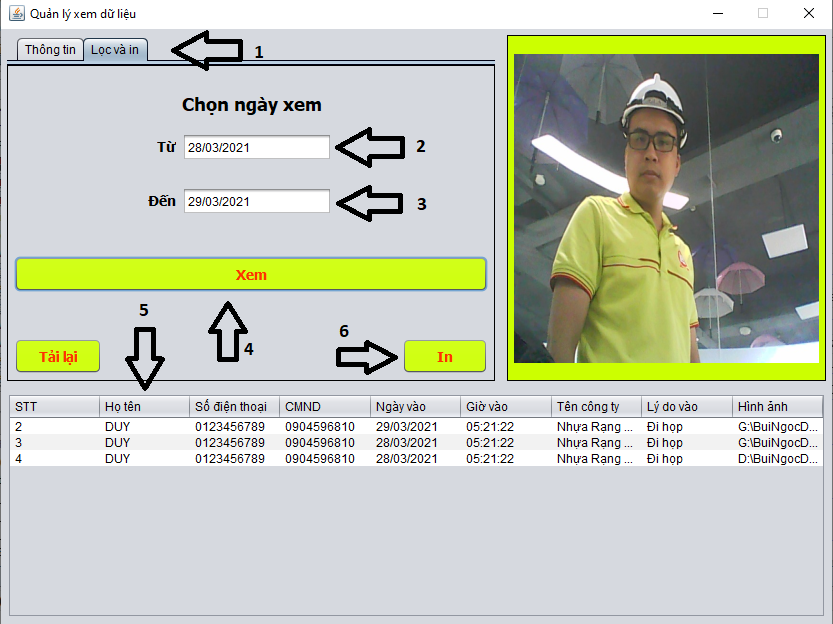 Quản lý xem dữ liệu
Thông tin Lọc và in 1
Chọn ngày xem
Từ 28/03/2021 2
Đến 29/03/2021 3
Xem
5
4
6
Tải lại In
STT Họ tên Số điện thoại CMND Ngày vào Giờ vào Tên công ty Lý do vào Hình ảnh
2 DUY 0123456789 0904596810 29/03/2021 05:21:22 Nhựa Rạng ... Đi họp G:\BuiNgocD...
3 DUY 0123456789 0904596810 28/03/2021 05:21:22 Nhựa Rạng ... Đi họp G:\BuiNgocD...
4 DUY 0123456789 0904596810 28/03/2021 05:21:22 Nhựa Rạng ... Đi họp D:\BuiNgocD...